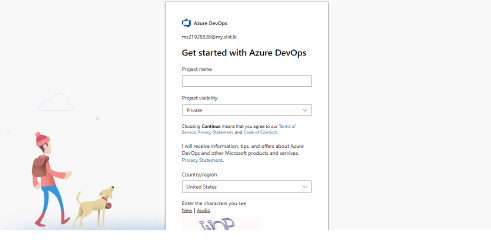 Azure DevOps
ms21929328@my.sliit.lk
Get started with Azure DevOps
Project name
Project visibility
Private
Choosing Continue means that you agree to our Terms of
Service, Privacy Statement, and Code of Conduct.
I will receive information, tips, and offers about Azure
DevOps and other Microsoft products and services.
Privacy Statement.
Country/region
United States
Enter the characters you see
New | Audio